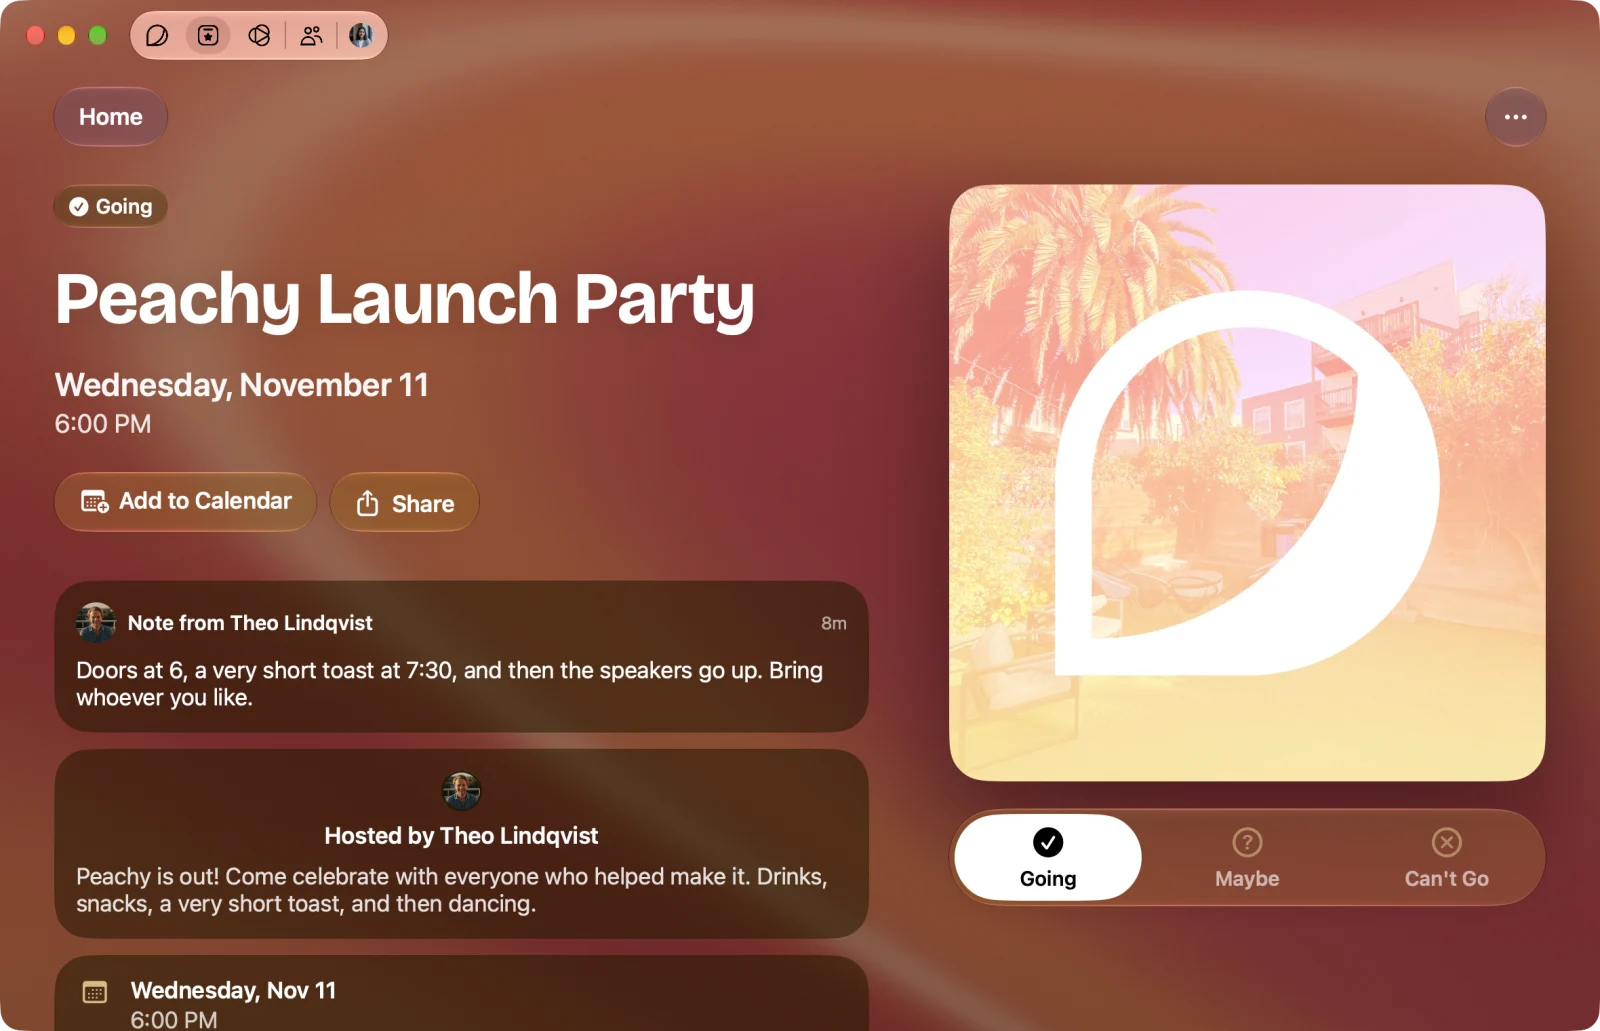 Home
Going
Peachy Launch Party
Wednesday, November 11
6:00 PM
Add to Calendar
Share
Note from Theo Lindqvist
8m
Doors at 6, a very short toast at 7:30, and then the speakers go up. Bring
whoever you like.
Hosted by Theo Lindqvist
Peachy is out! Come celebrate with everyone who helped make it. Drinks,
snacks, a very short toast, and then dancing.
Wednesday, Nov 11
6:00 PM
Going
Maybe
Can't Go